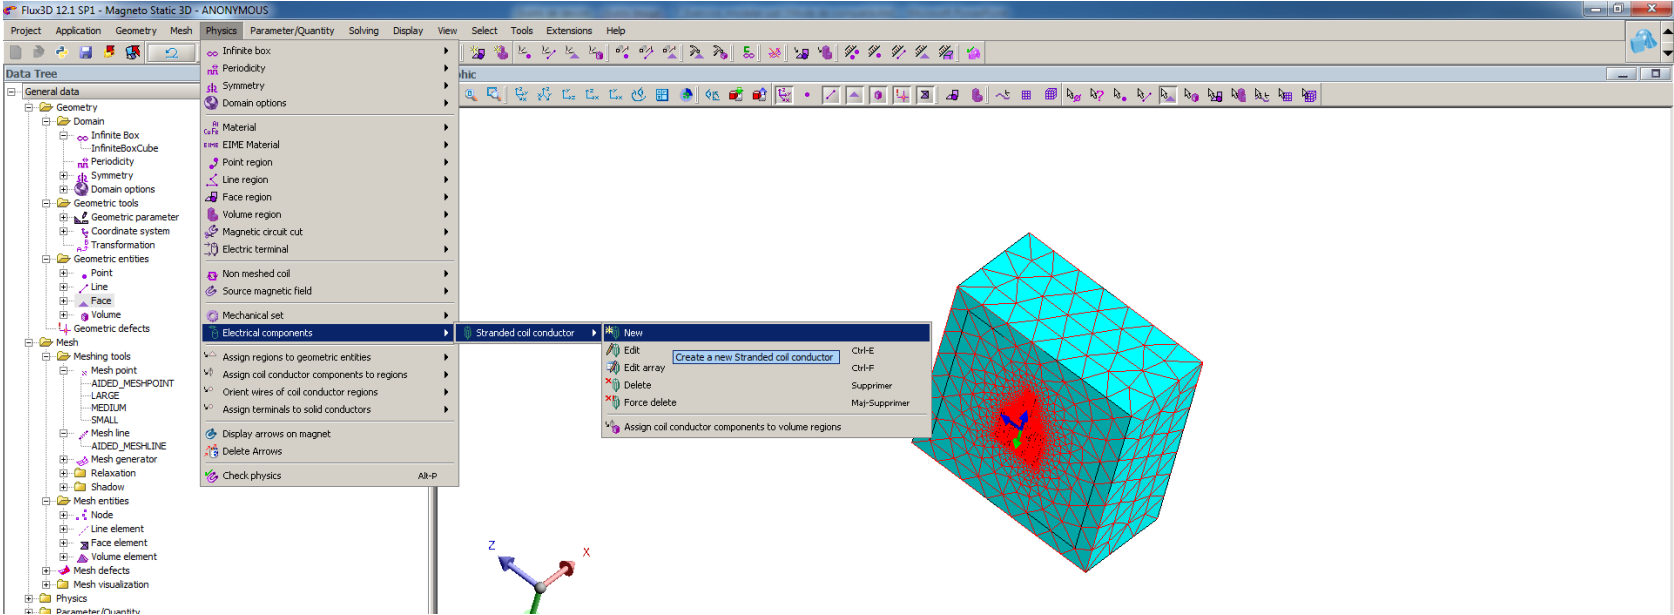 Flux3D 12.1 SP1 - Magneto Static 3D - ANONYMOUS
Project Application Geometry Mesh Physics Parameter/Quantity Solving Display View Select Tools Extensions Help
Data Tree
General data
Geometry
Domain
Infinite Box
InfiniteBoxCube
Periodicity
Symmetry
Domain options
Geometric tools
Geometric parameter
Coordinate system
Transformation
Geometric entities
Point
Line
Face
Volume
Geometric defects
Mesh
Meshing tools
Mesh point
AIDED_MESHPOINT
LARGE
MEDIUM
SMALL
Mesh line
AIDED_MESHLINE
Mesh generator
Relaxation
Shadow
Mesh entities
Node
Line element
Face element
Volume element
Mesh defects
Mesh visualization
Physics
Parameter/Quantity
Infinite box
Periodicity
Symmetry
Domain options
Material
EIME EIME Material
Point region
Line region
Face region
Volume region
Magnetic circuit cut
Electric terminal
Non meshed coil
Source magnetic field
Mechanical set
Electrical components
Assign regions to geometric entities
Assign coil conductor components to regions
Orient wires of coil conductor regions
Assign terminals to solid conductors
Display arrows on magnet
Delete Arrows
Check physics Alt-P
Stranded coil conductor
New
Edit Ctrl-E
Create a new Stranded coil conductor
Edit array Ctrl-F
Delete Supprimer
Force delete Maj-Supprimer
Assign coil conductor components to volume regions
phic
Z
X